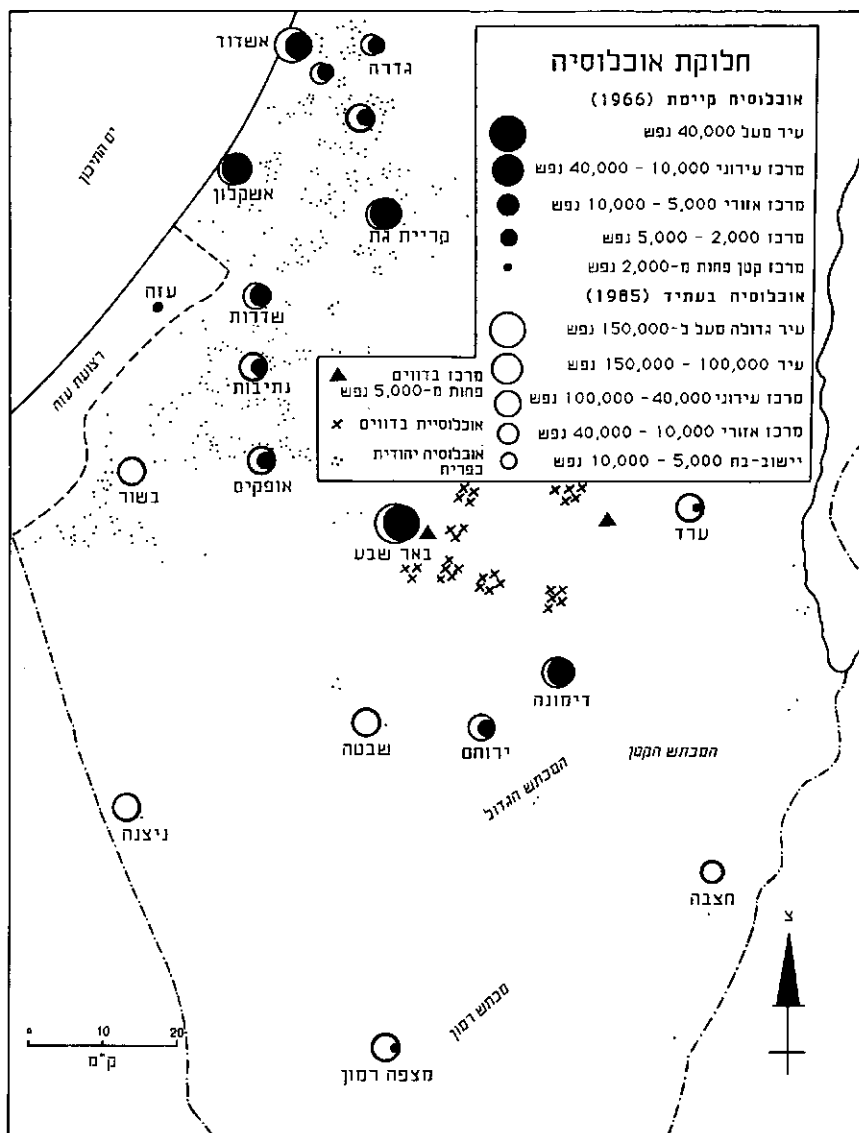 חלוקת אוכלוסיה
אוכלוסיה קיימת (1966)
עיר מעל 40,000 נפש
מרכז עירוני 10,000 - 40,000 נפש
מרכז אזורי 5,000 - 10,000 נפש
מרכז 2,000 - 5,000 נפש
מרכז קטן פחות מ-2,000 נפש
אוכלוסיה בעתיד (1985)
עיר גדולה מעל ל-150,000 נפש
עיר 100,000 - 150,000 נפש
מרכז עירוני 40,000 - 100,000 נפש
מרכז אזורי 10,000 - 40,000 נפש
יישוב-בת 5,000 - 10,000 נפש
מרכז בדווים
פחות מ-5,000 נפש
אוכלוסיית בדווים
אוכלוסיה יהודית
כפרית
אשדוד
גדרה
ים התיכון
אשקלון
קריית גת
עזה
שדרות
רצועת עזה
נתיבות
בשור
אופקים
באר שבע
ערד
דימונה
שבטה
ירוחם
המכתש הגדול
המכתש הקטן
ניצנה
חצבה
מכתש רמון
מצפה רמון
צ
0 10 20
ק"מ